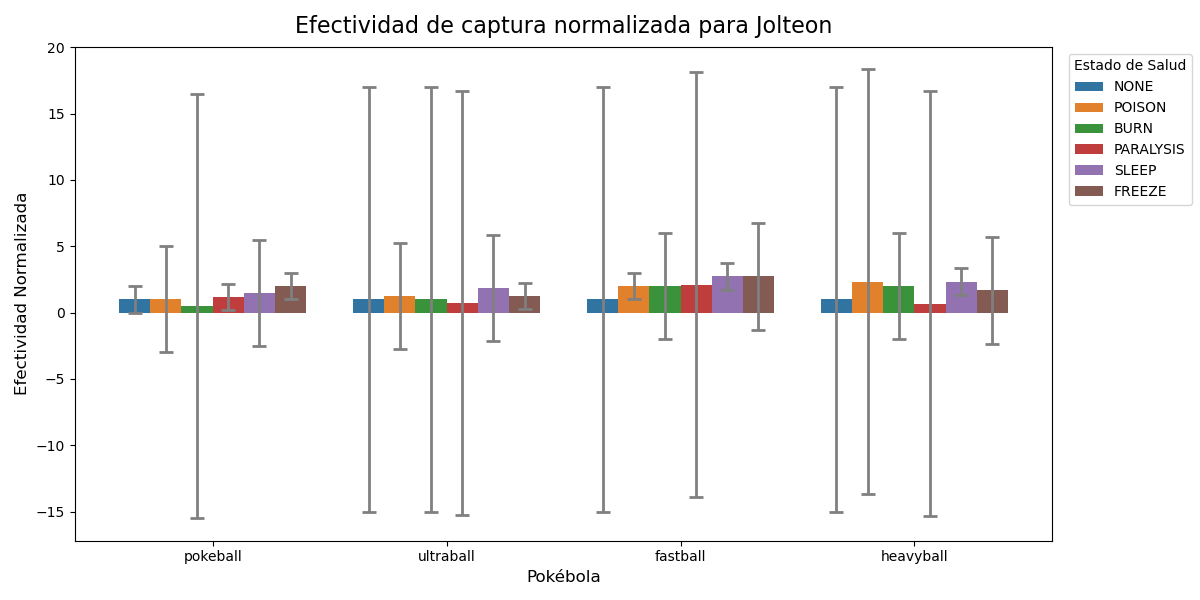 Efectividad de captura normalizada para Jolteon
Efectividad Normalizada
20
15
10
5
0
−5
−10
−15
pokeball
ultraball
fastball
heavyball
Pokébola
Estado de Salud
NONE
POISON
BURN
PARALYSIS
SLEEP
FREEZE